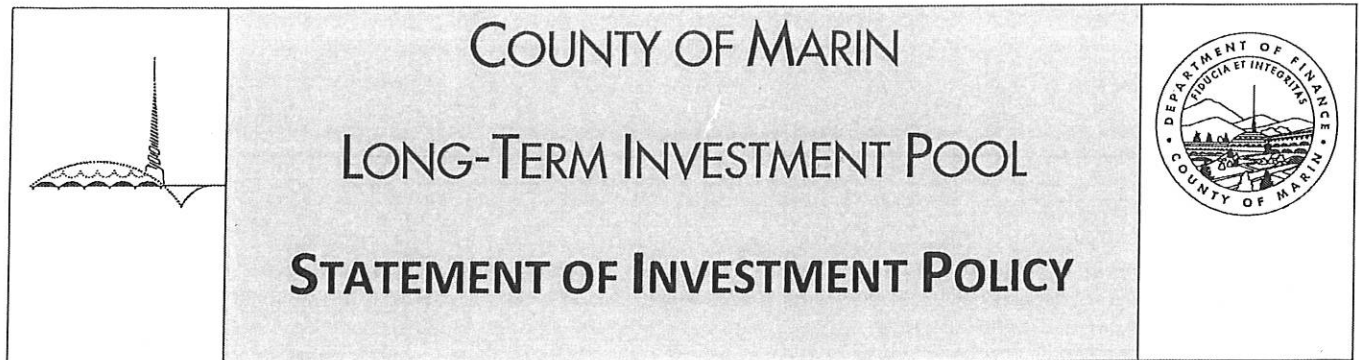 COUNTY OF MARIN
LONG-TERM INVESTMENT POOL
STATEMENT OF INVESTMENT POLICY
DEPARTMENT OF FINANCE
FIDUCIA ET INTEGRITAS
COUNTY OF MARIN